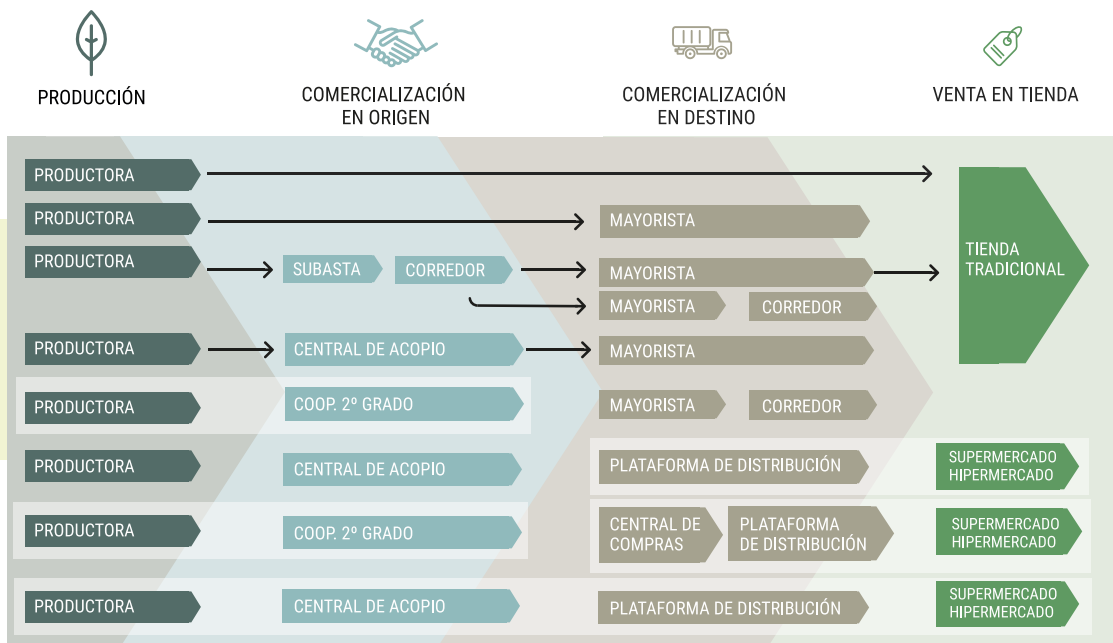 PRODUCCIÓN
COMERCIALIZACIÓN
EN ORIGEN
COMERCIALIZACIÓN
EN DESTINO
VENTA EN TIENDA
PRODUCTORA
PRODUCTORA
MAYORISTA
PRODUCTORA
SUBASTA
CORREDOR
MAYORISTA
TIENDA
TRADICIONAL
MAYORISTA
CORREDOR
PRODUCTORA
CENTRAL DE ACOPIO
MAYORISTA
PRODUCTORA
COOP. 2º GRADO
MAYORISTA
CORREDOR
PRODUCTORA
CENTRAL DE ACOPIO
PLATAFORMA DE DISTRIBUCIÓN
SUPERMERCADO
HIPERMERCADO
PRODUCTORA
COOP. 2º GRADO
CENTRAL DE
COMPRAS
PLATAFORMA
DE DISTRIBUCIÓN
SUPERMERCADO
HIPERMERCADO
PRODUCTORA
CENTRAL DE ACOPIO
PLATAFORMA DE DISTRIBUCIÓN
SUPERMERCADO
HIPERMERCADO